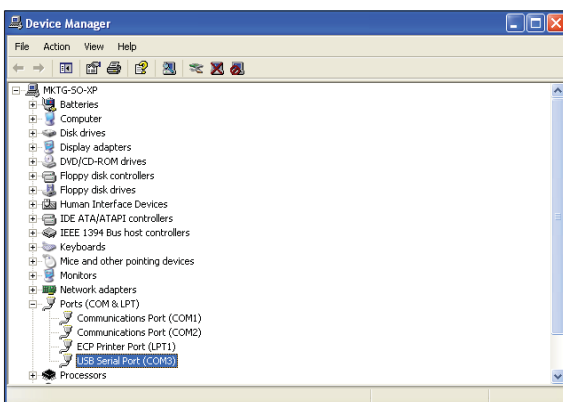 Device Manager
File Action View Help
MKTG-SO-XP
Batteries
Computer
Disk drives
Display adapters
DVD/CD-ROM drives
Floppy disk controllers
Floppy disk drives
Human Interface Devices
IDE ATA/ATAPI controllers
IEEE 1394 Bus host controllers
Keyboards
Mice and other pointing devices
Monitors
Network adapters
Ports (COM & LPT)
Communications Port (COM1)
Communications Port (COM2)
ECP Printer Port (LPT1)
USB Serial Port (COM3)
Processors